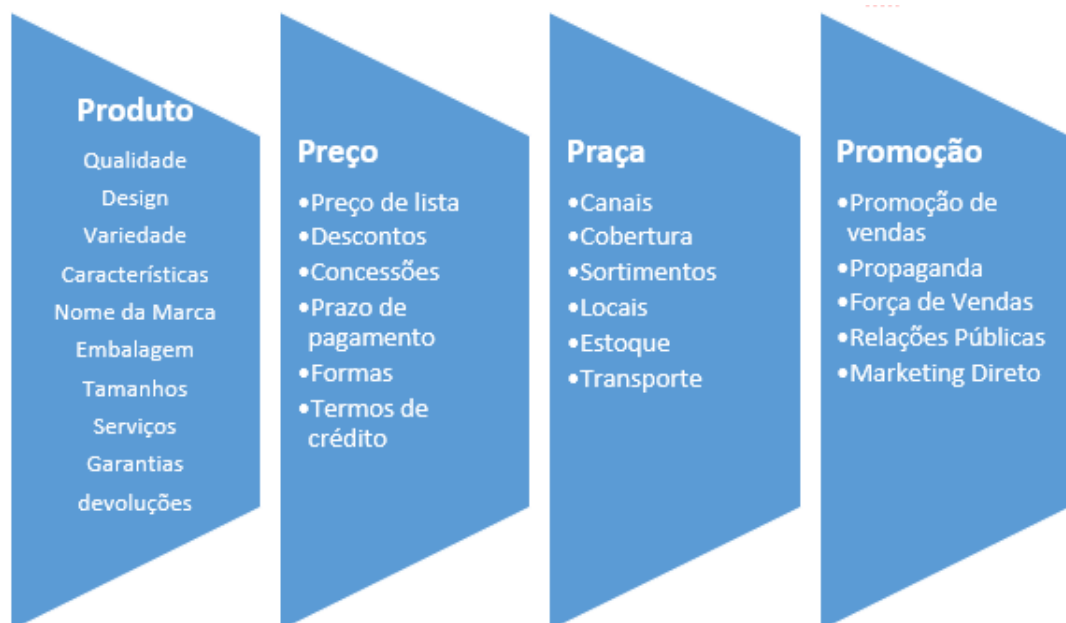 Produto
Qualidade
Design
Variedade
Características
Nome da Marca
Embalagem
Tamanhos
Serviços
Garantias
devoluções
Preço
•Preço de lista
•Descontos
•Concessões
•Prazo de
pagamento
•Formas
•Termos de
crédito
Praça
•Canais
•Cobertura
•Sortimentos
•Locais
•Estoque
•Transporte
Promoção
•Promoção de
vendas
•Propaganda
•Força de Vendas
•Relações Públicas
•Marketing Direto